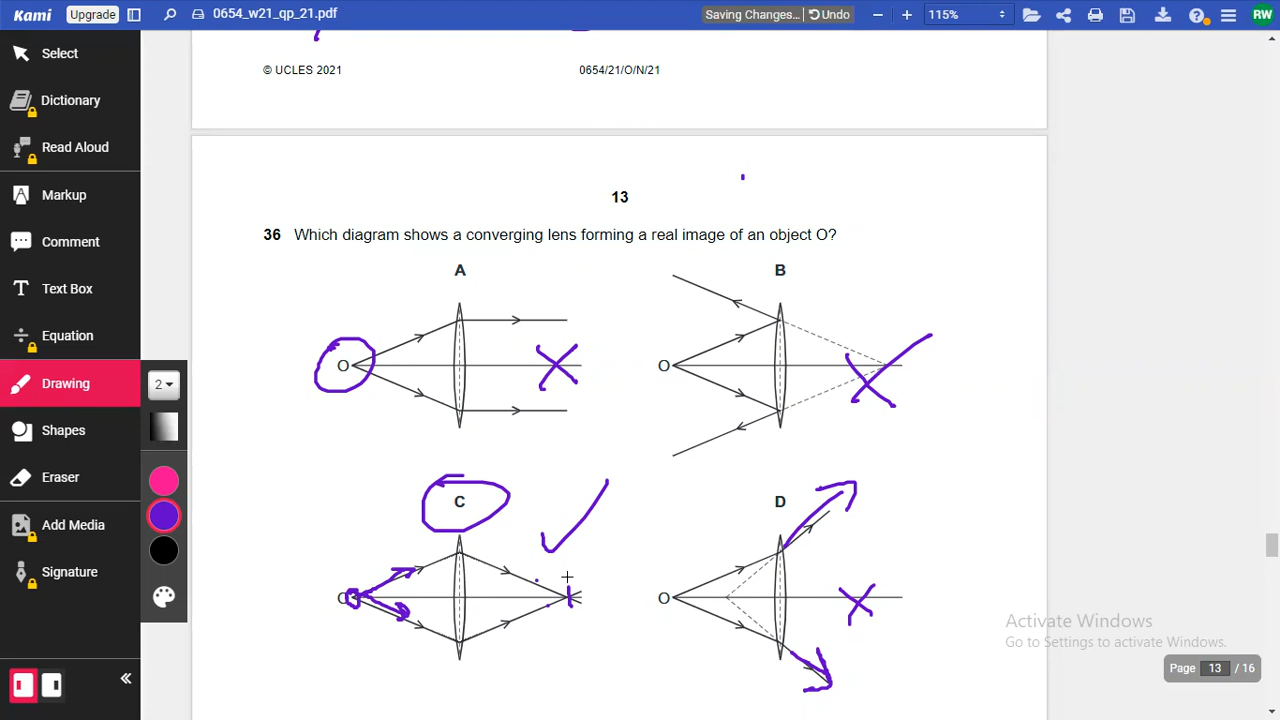 Kami
Upgrade
0654_w21_qp_21.pdf
Saving Changes...
Undo
115%
RW
Select
Dictionary
Read Aloud
Markup
Comment
Text Box
Equation
Drawing
Shapes
Eraser
Add Media
Signature
2
© UCLES 2021
0654/21/O/N/21
13
36 Which diagram shows a converging lens forming a real image of an object O?
A
B
O
O
C
D
O
O
Activate Windows
Go to Settings to activate Windows.
Page 13 / 16